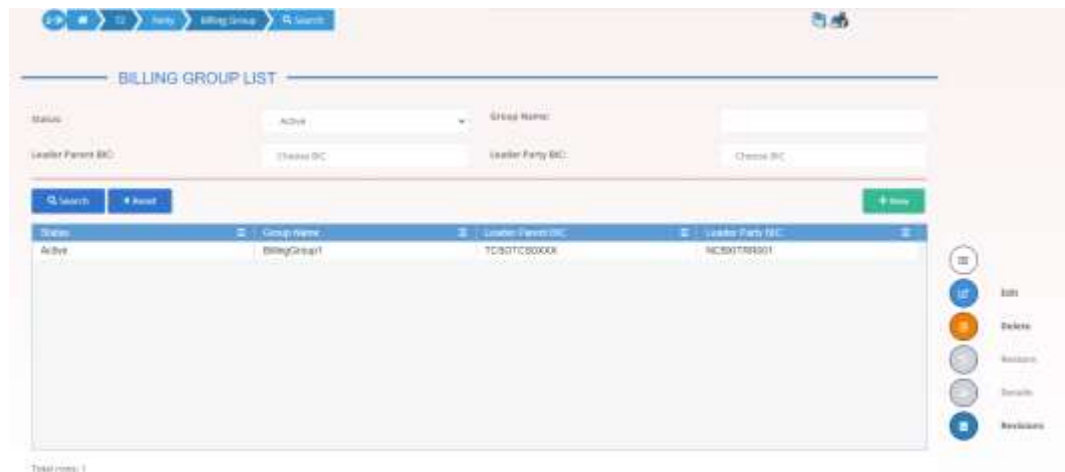 Party Billing Group Search
BILLING GROUP LIST
Status: Active Group Name:
Leader Parent BIC: Choose BIC Leader Party BIC: Choose BIC
Search Reset New
Status Group Name Leader Parent BIC Leader Party BIC
Active BillingGroup1
Edit
Delete
Restore
Details
Revisions
Total rows: 1